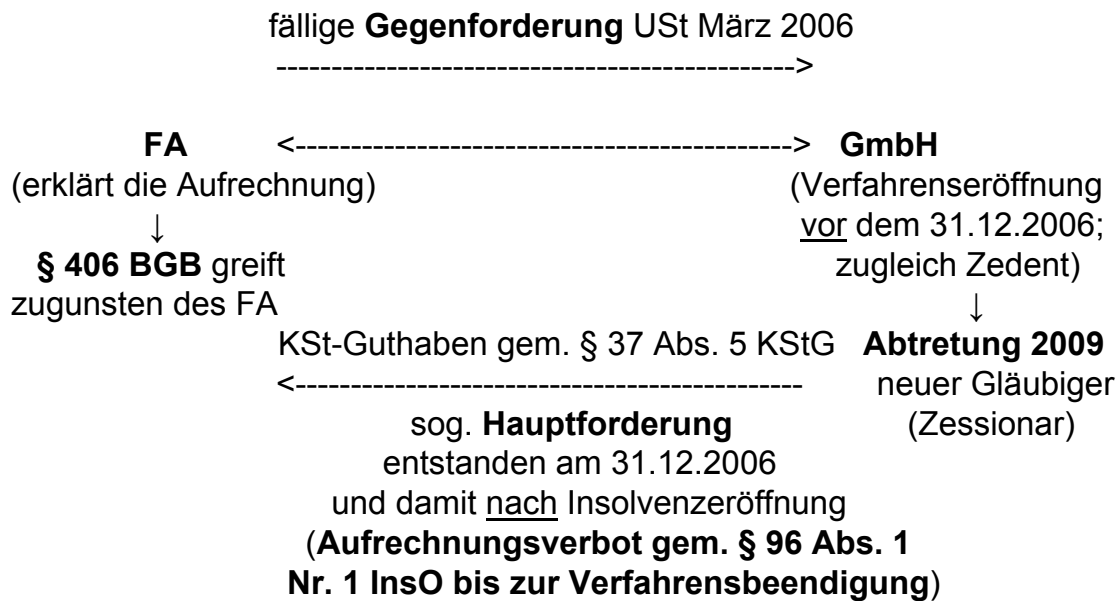 fällige Gegenforderung USt März 2006
----------------------------------------------->
FA <---------------------------------------------> GmbH
(erklärt die Aufrechnung) (Verfahrenseröffnung
↓ vor dem 31.12.2006;
§ 406 BGB greift zugleich Zedent)
zugunsten des FA ↓
KSt-Guthaben gem. § 37 Abs. 5 KStG Abtretung 2009
<---------------------------------------------- neuer Gläubiger
sog. Hauptforderung (Zessionar)
entstanden am 31.12.2006
und damit nach Insolvenzeröffnung
(Aufrechnungsverbot gem. § 96 Abs. 1
Nr. 1 InsO bis zur Verfahrensbeendigung)